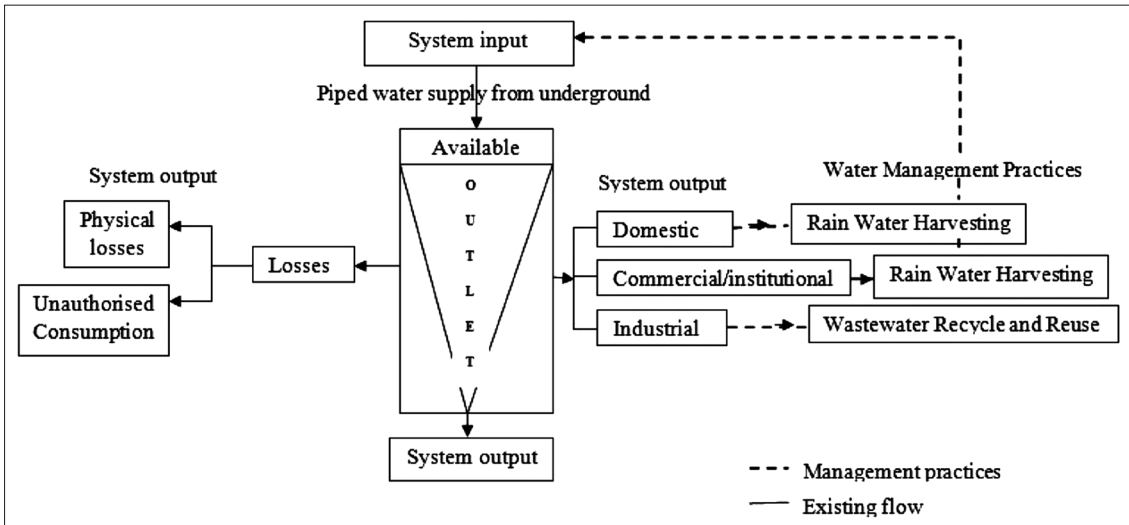 System input
Piped water supply from underground
Available
O
U
T
L
E
T
System output
System output
Physical
losses
Unauthorised
Consumption
Losses
System output
Domestic
Commercial/institutional
Industrial
Water Management Practices
Rain Water Harvesting
Rain Water Harvesting
Wastewater Recycle and Reuse
Management practices
Existing flow